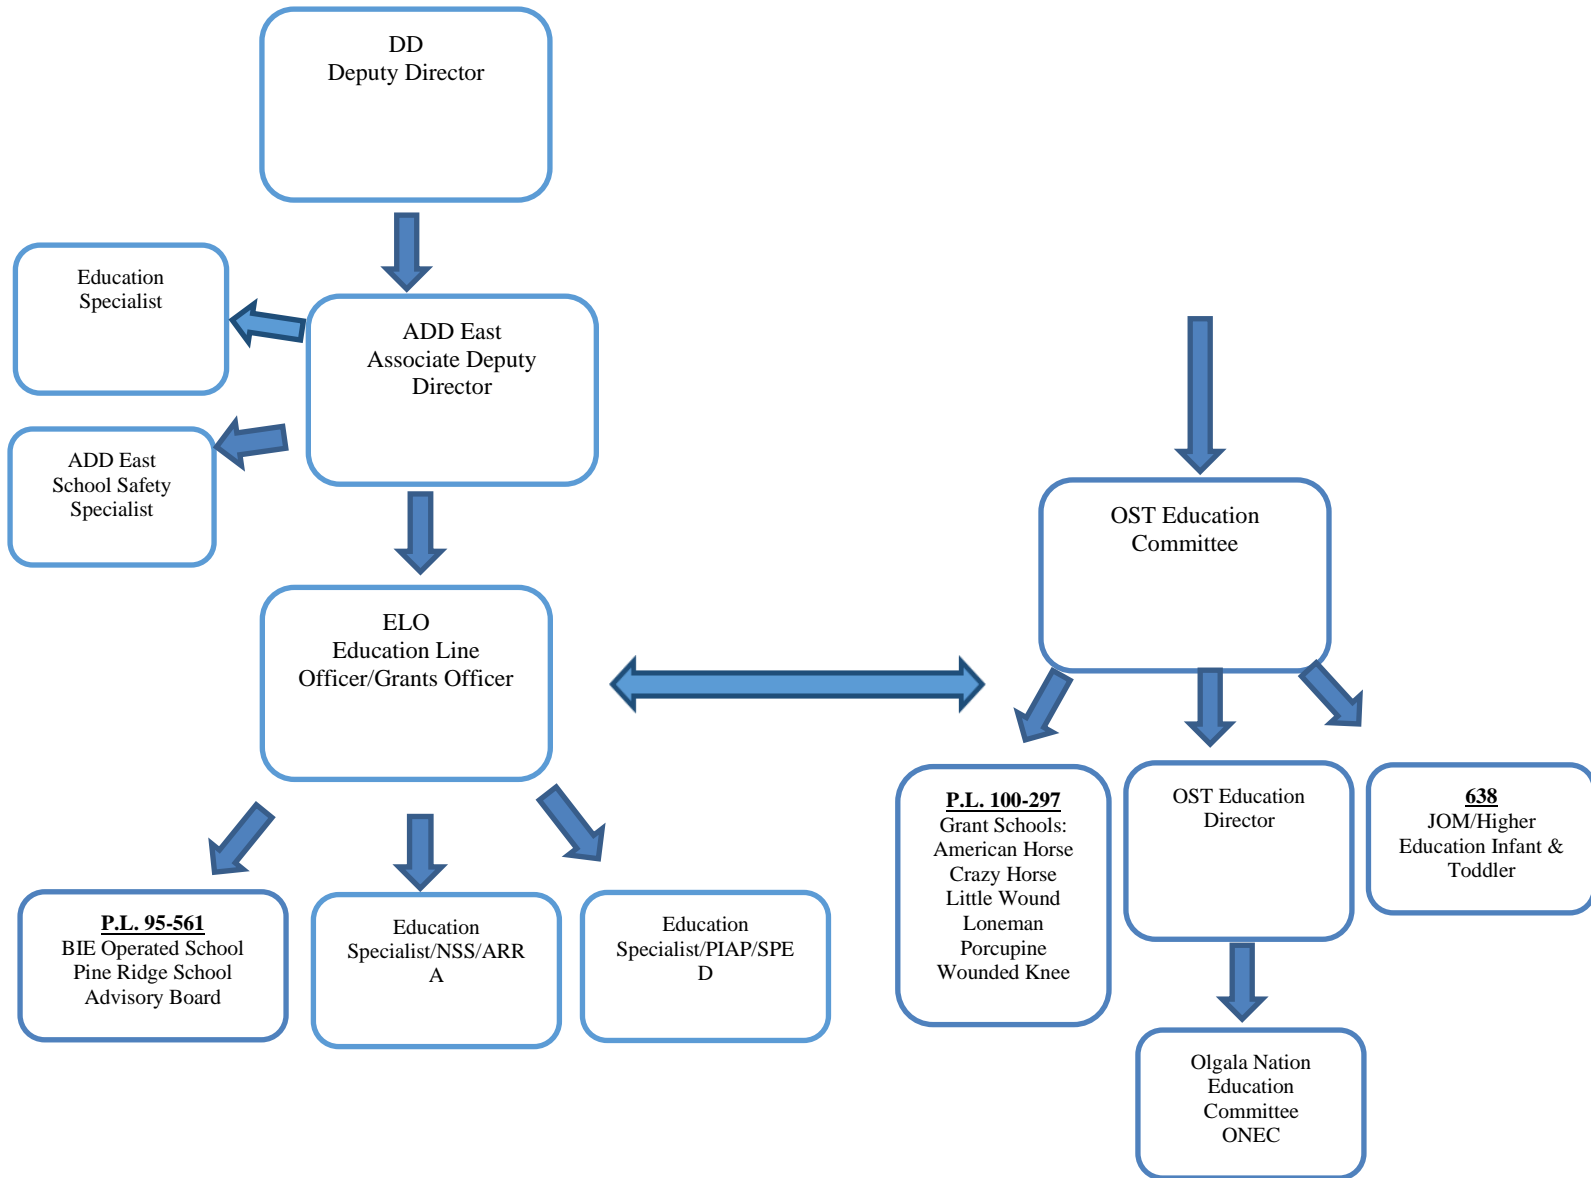 DD
Deputy Director
Education
Specialist
ADD East
Associate Deputy
Director
ADD East
School Safety
Specialist
OST Education
Committee
ELO
Education Line
Officer/Grants Officer
P.L. 95-561
BIE Operated School
Pine Ridge School
Advisory Board
Education
Specialist/NSS/ARR
A
Education
Specialist/PIAP/SPE
D
P.L. 100-297
Grant Schools:
American Horse
Crazy Horse
Little Wound
Loneman
Porcupine
Wounded Knee
OST Education
Director
638
JOM/Higher
Education Infant &
Toddler
Olgala Nation
Education
Committee
ONEC